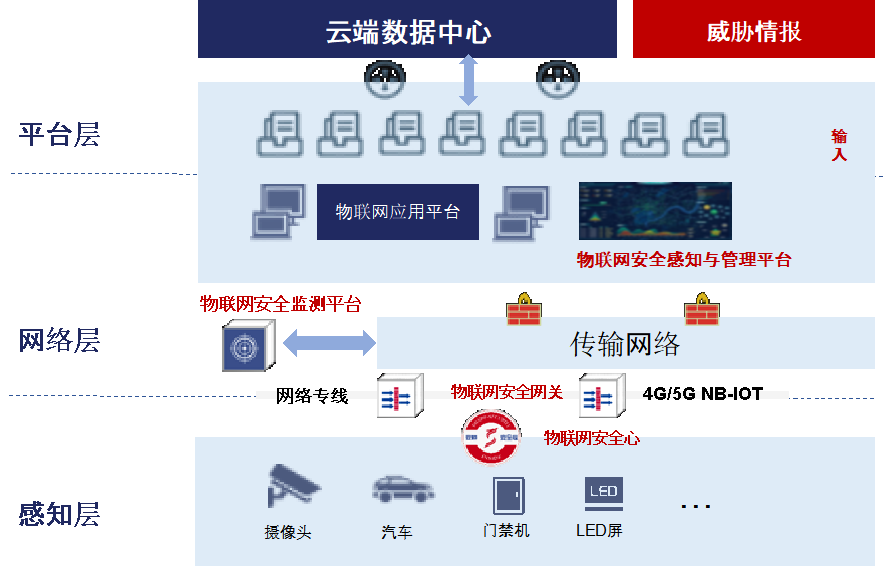 云端数据中心
威胁情报
平台层
输
入
物联网应用平台
物联网安全感知与管理平台
物联网安全监测平台
网络层
传输网络
网络专线
物联网安全网关
4G/5G NB-IOT
物联网安全心
感知层
LED
摄像头
汽车
门禁机
LED屏
...